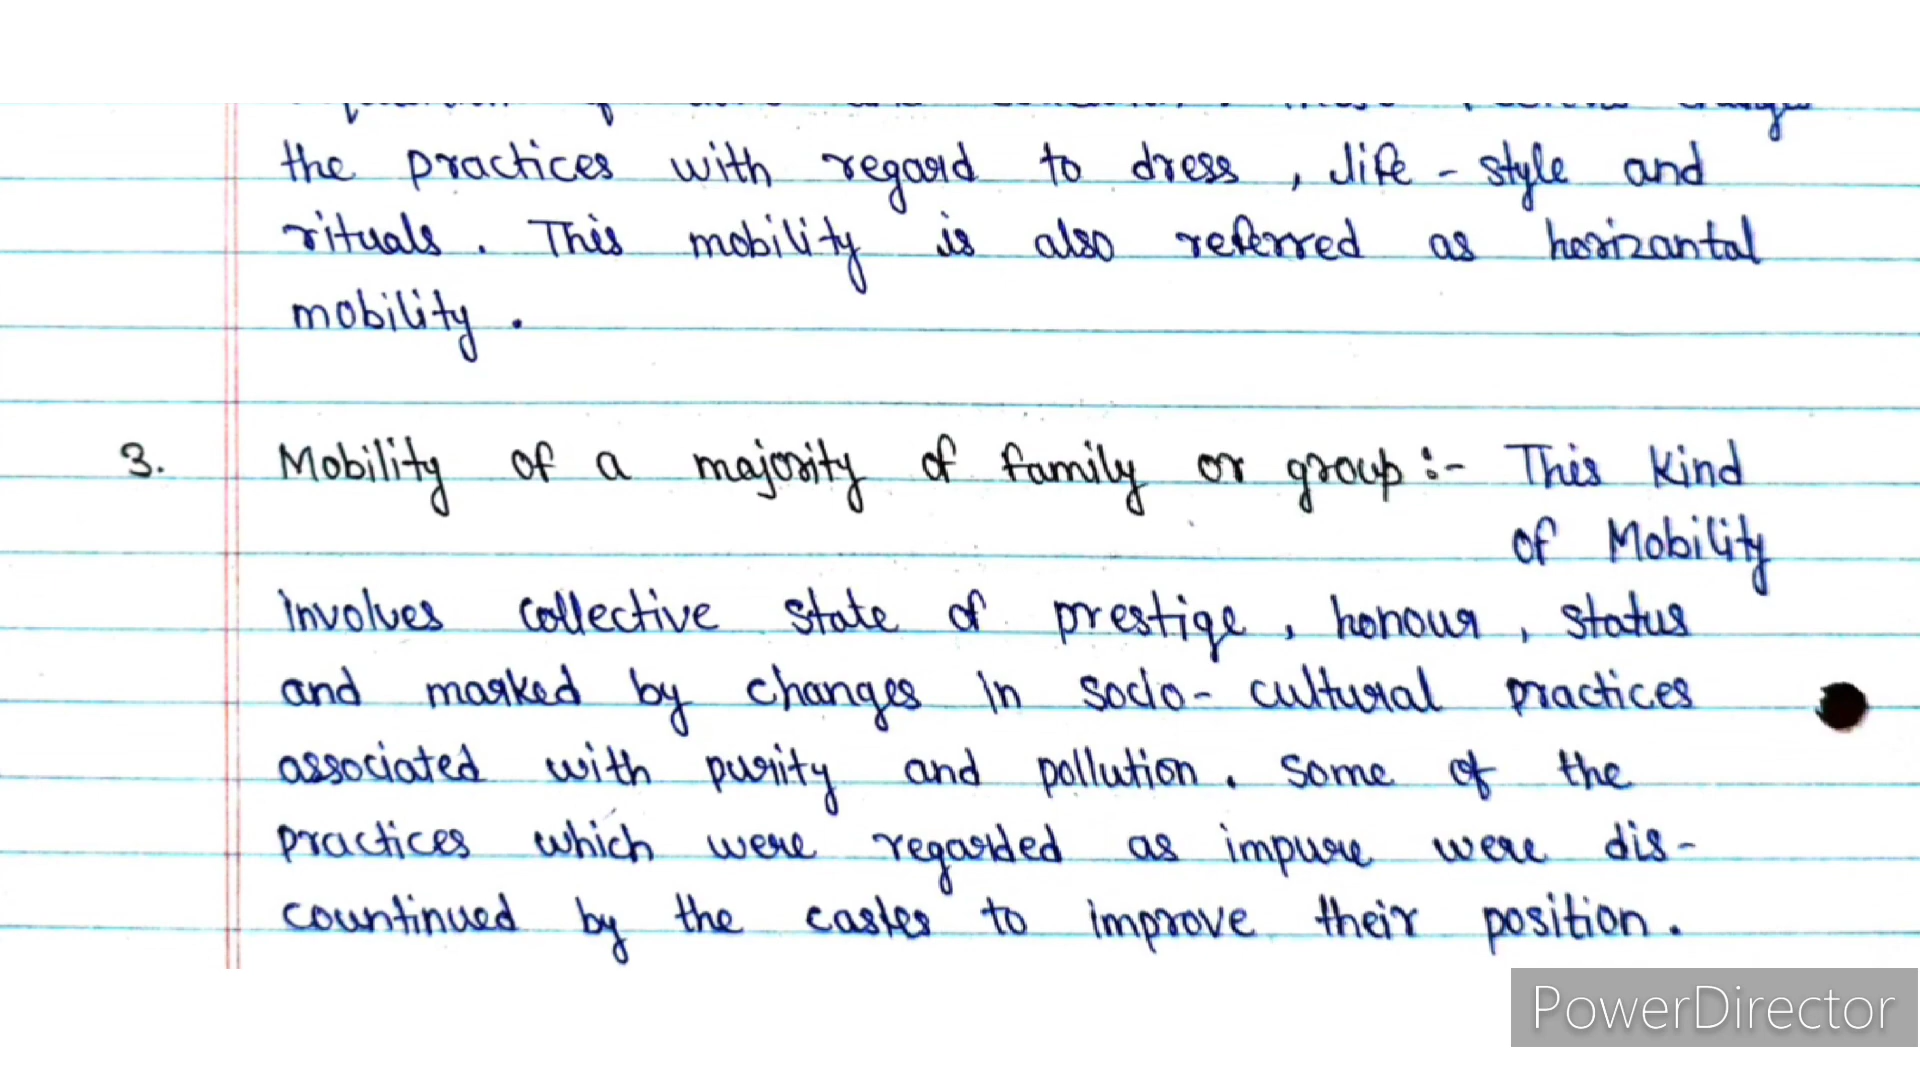 the practices with regard to dress, life - style and
rituals. This mobility is also referred as horizantal
mobility.
3. Mobility of a majority of family or group :- This Kind
of Mobility
involves collective state of prestige, honour, status
and marked by changes in socio- cultural practices
associated with purity and pollution. Some of the
practices which were regarded as impure were dis-
countinued by the castes to improve their position.
PowerDirector